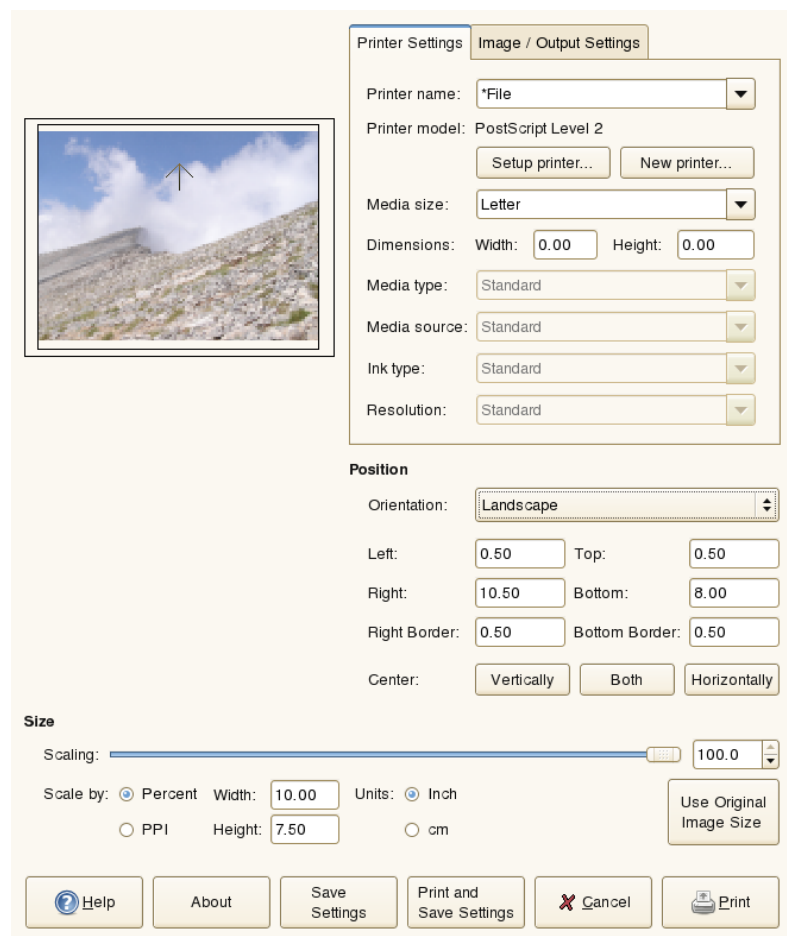 Printer Settings
Image / Output Settings
Printer name: *File
Printer model: PostScript Level 2
Setup printer... New printer...
Media size: Letter
Dimensions: Width: 0.00 Height: 0.00
Media type: Standard
Media source: Standard
Ink type: Standard
Resolution: Standard
Position
Orientation: Landscape
Left: 0.50 Top: 0.50
Right: 10.50 Bottom: 8.00
Right Border: 0.50 Bottom Border: 0.50
Center: Vertically Both Horizontally
Size
Scaling: 100.0
Scale by: Percent Width: 10.00 Units: Inch
PPI Height: 7.50 cm
Use Original
Image Size
Help
About
Save
Settings
Print and
Save Settings
Cancel
Print